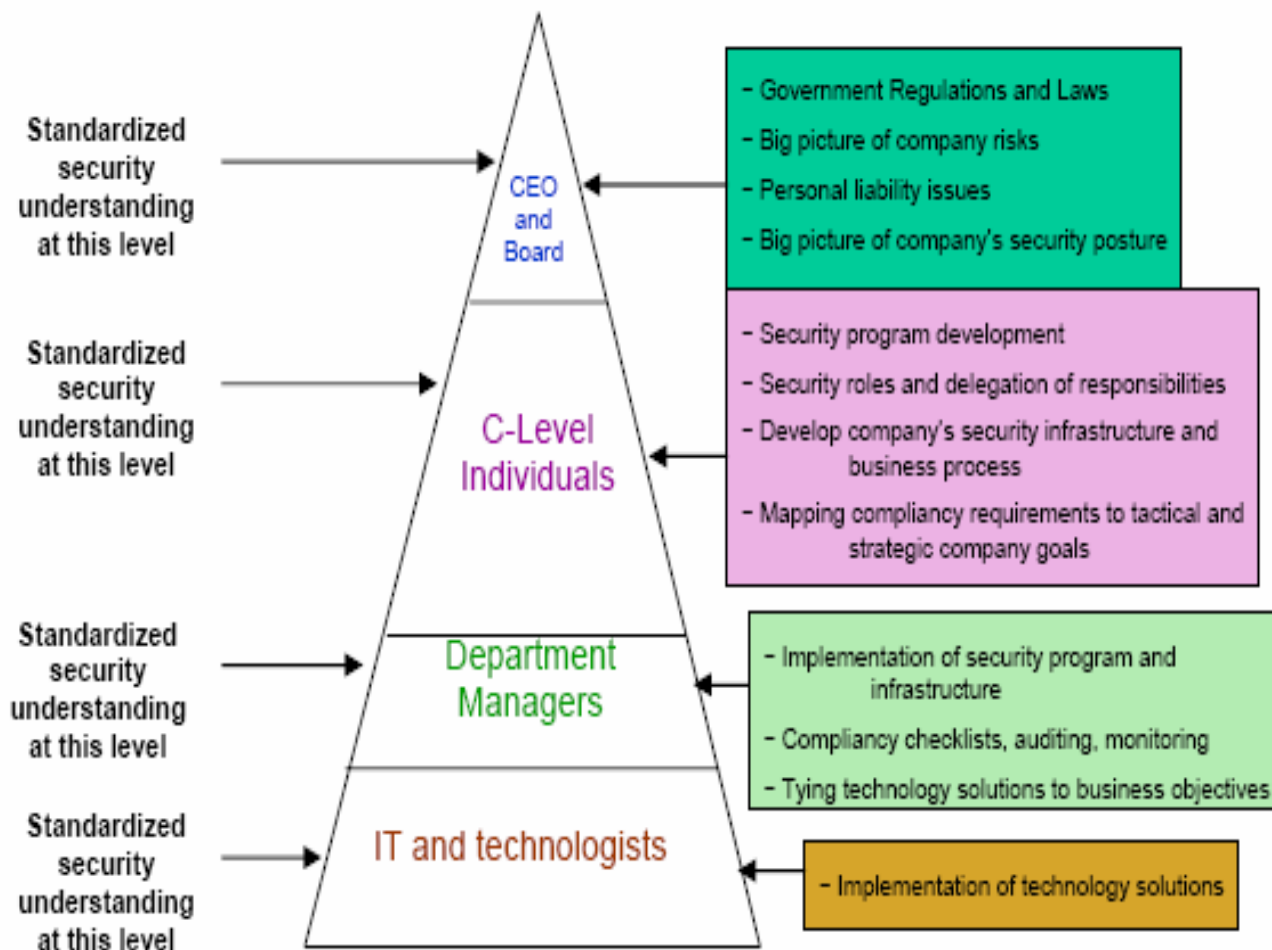 Standardized
security
understanding
at this level
CEO
and
Board
- Government Regulations and Laws
- Big picture of company risks
- Personal liability issues
- Big picture of company's security posture
Standardized
security
understanding
at this level
C-Level
Individuals
- Security program development
- Security roles and delegation of responsibilities
- Develop company's security infrastructure and
business process
- Mapping compliancy requirements to tactical and
strategic company goals
Standardized
security
understanding
at this level
Department
Managers
- Implementation of security program and
infrastructure
- Compliancy checklists, auditing, monitoring
- Tying technology solutions to business objectives
Standardized
security
understanding
at this level
IT and technologists
- Implementation of technology solutions